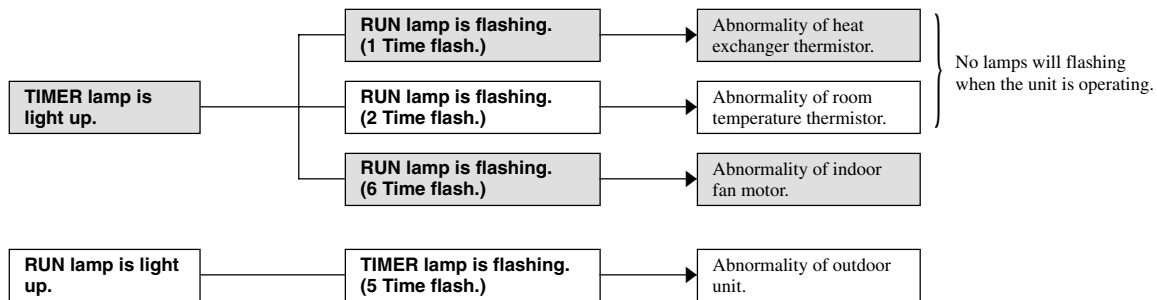 RUN lamp is flashing.
(1 Time flash.)
Abnormality of heat
exchanger thermistor.
No lamps will flashing
when the unit is operating.
TIMER lamp is
light up.
RUN lamp is flashing.
(2 Time flash.)
Abnormality of room
temperature thermistor.
RUN lamp is flashing.
(6 Time flash.)
Abnormality of indoor
fan motor.
RUN lamp is light
up.
TIMER lamp is flashing.
(5 Time flash.)
Abnormality of outdoor
unit.